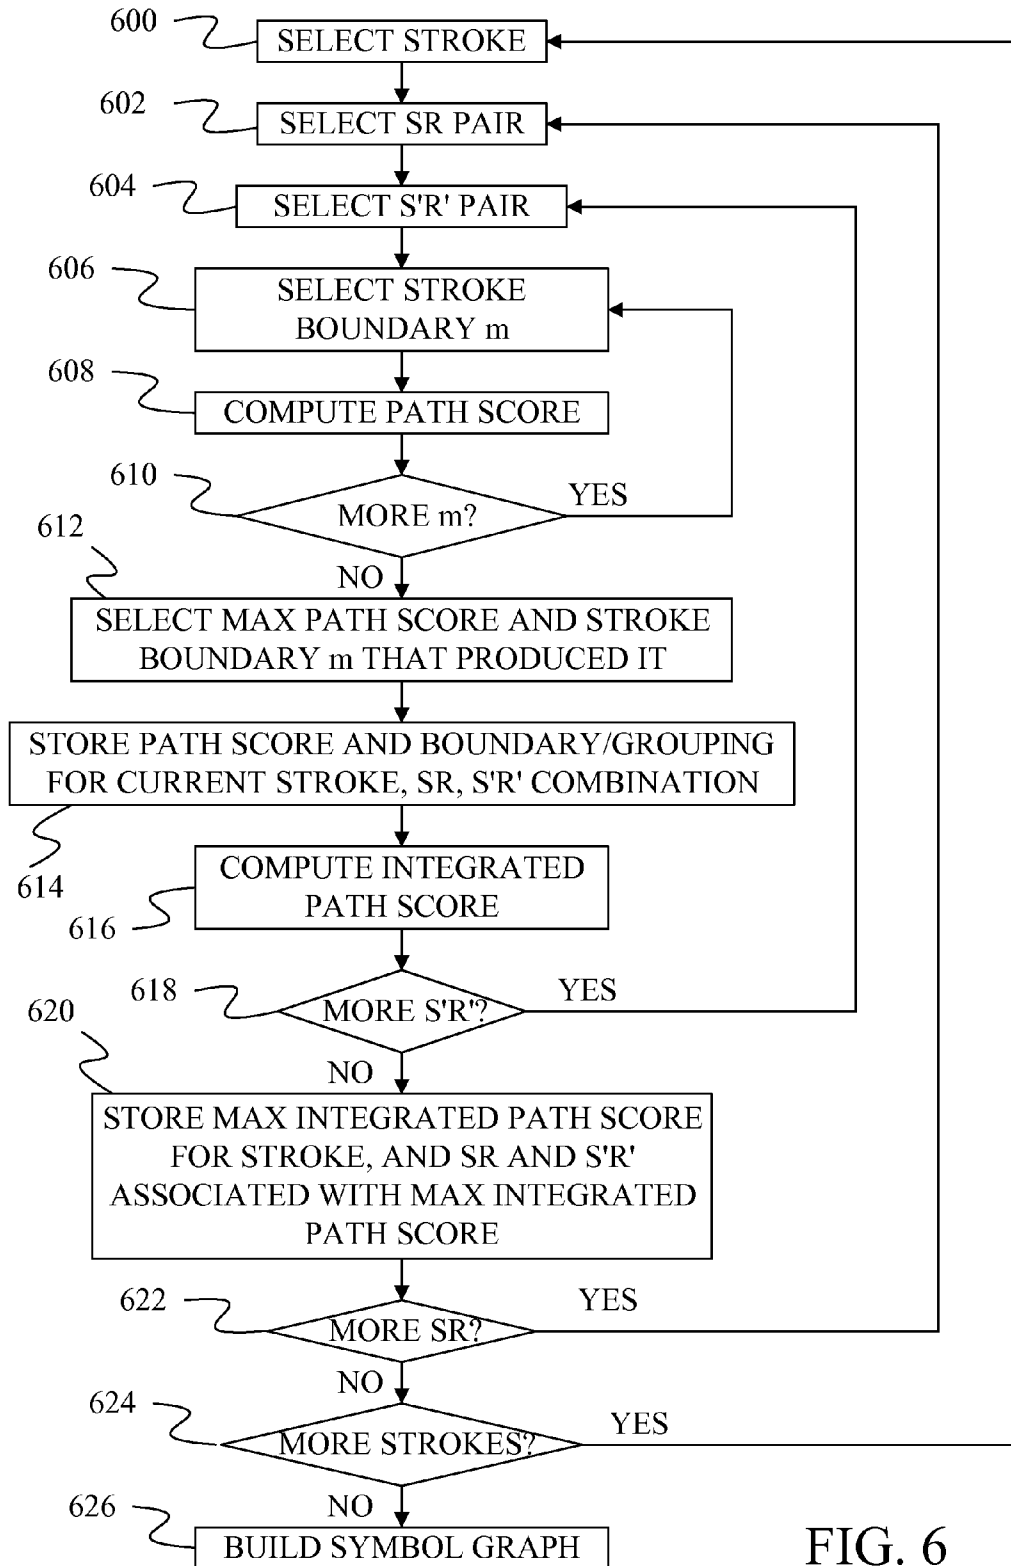 600
SELECT STROKE
602
SELECT SR PAIR
604
SELECT S'R' PAIR
606
SELECT STROKE
BOUNDARY m
608
COMPUTE PATH SCORE
610
MORE m?
YES
612
NO
SELECT MAX PATH SCORE AND STROKE
BOUNDARY m THAT PRODUCED IT
STORE PATH SCORE AND BOUNDARY/GROUPING
FOR CURRENT STROKE, SR, S'R' COMBINATION
614
COMPUTE INTEGRATED
PATH SCORE
616
618
MORE S'R'?
YES
620
NO
STORE MAX INTEGRATED PATH SCORE
FOR STROKE, AND SR AND S'R'
ASSOCIATED WITH MAX INTEGRATED
PATH SCORE
622
MORE SR?
YES
NO
624
MORE STROKES?
YES
NO
626
BUILD SYMBOL GRAPH
FIG. 6